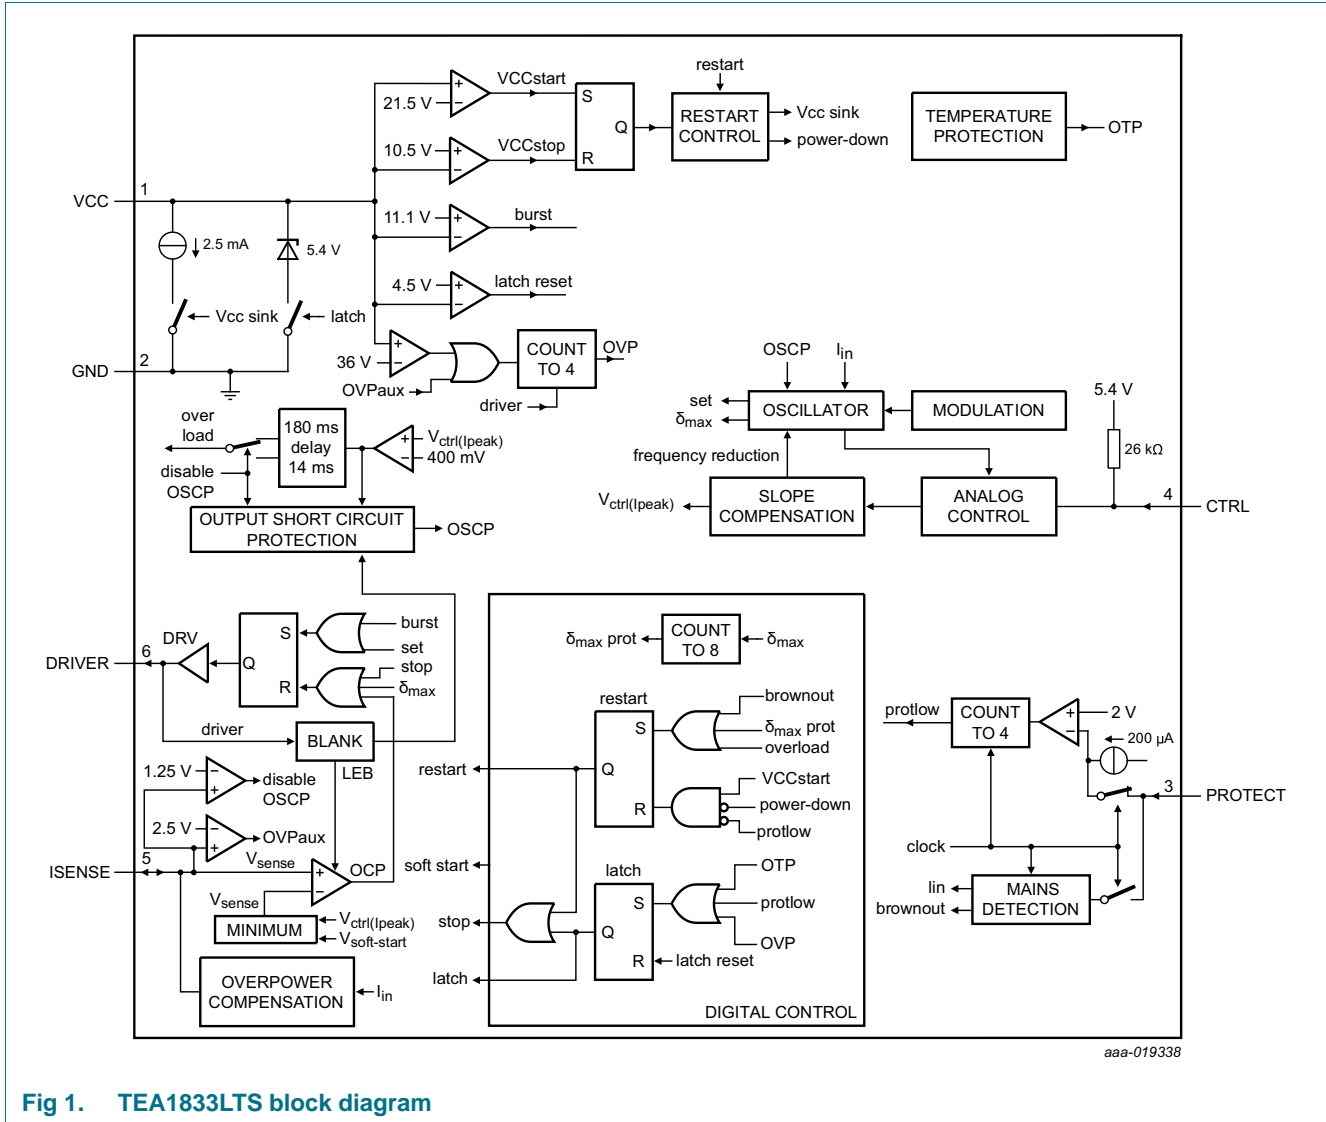 restart
VCCstart
21.5 V
S
Q
R
RESTART
CONTROL
Vcc sink
power-down
TEMPERATURE
PROTECTION
OTP
10.5 V
VCCstop
VCC
1
11.1 V
burst
2.5 mA
5.4 V
4.5 V
latch reset
Vcc sink
latch
GND
2
36 V
OVPaux
COUNT
TO 4
OVP
driver
OSCP
Iin
set
δmax
OSCILLATOR
MODULATION
5.4 V
26 kΩ
frequency reduction
Vctrl(Ipeak)
SLOPE
COMPENSATION
ANALOG
CONTROL
4
CTRL
over
load
180 ms
delay
14 ms
Vctrl(Ipeak)
400 mV
disable
OSCP
OUTPUT SHORT CIRCUIT
PROTECTION
OSCP
DRIVER
6
DRV
Q
S
R
burst
set
stop
δmax
driver
BLANK
LEB
1.25 V
disable
OSCP
2.5 V
OVPaux
ISENSE
5
Vsense
OCP
Vsense
MINIMUM
Vctrl(Ipeak)
Vsoft-start
OVERPOWER
COMPENSATION
Iin
δmax prot
COUNT
TO 8
δmax
restart
S
Q
R
brownout
δmax prot
overload
VCCstart
power-down
protlow
restart
soft start
stop
latch
latch
S
Q
R
OTP
protlow
OVP
latch reset
DIGITAL CONTROL
protlow
COUNT
TO 4
2 V
200 µA
3
PROTECT
clock
Iin
brownout
MAINS
DETECTION
aaa-019338
Fig 1. TEA1833LTS block diagram